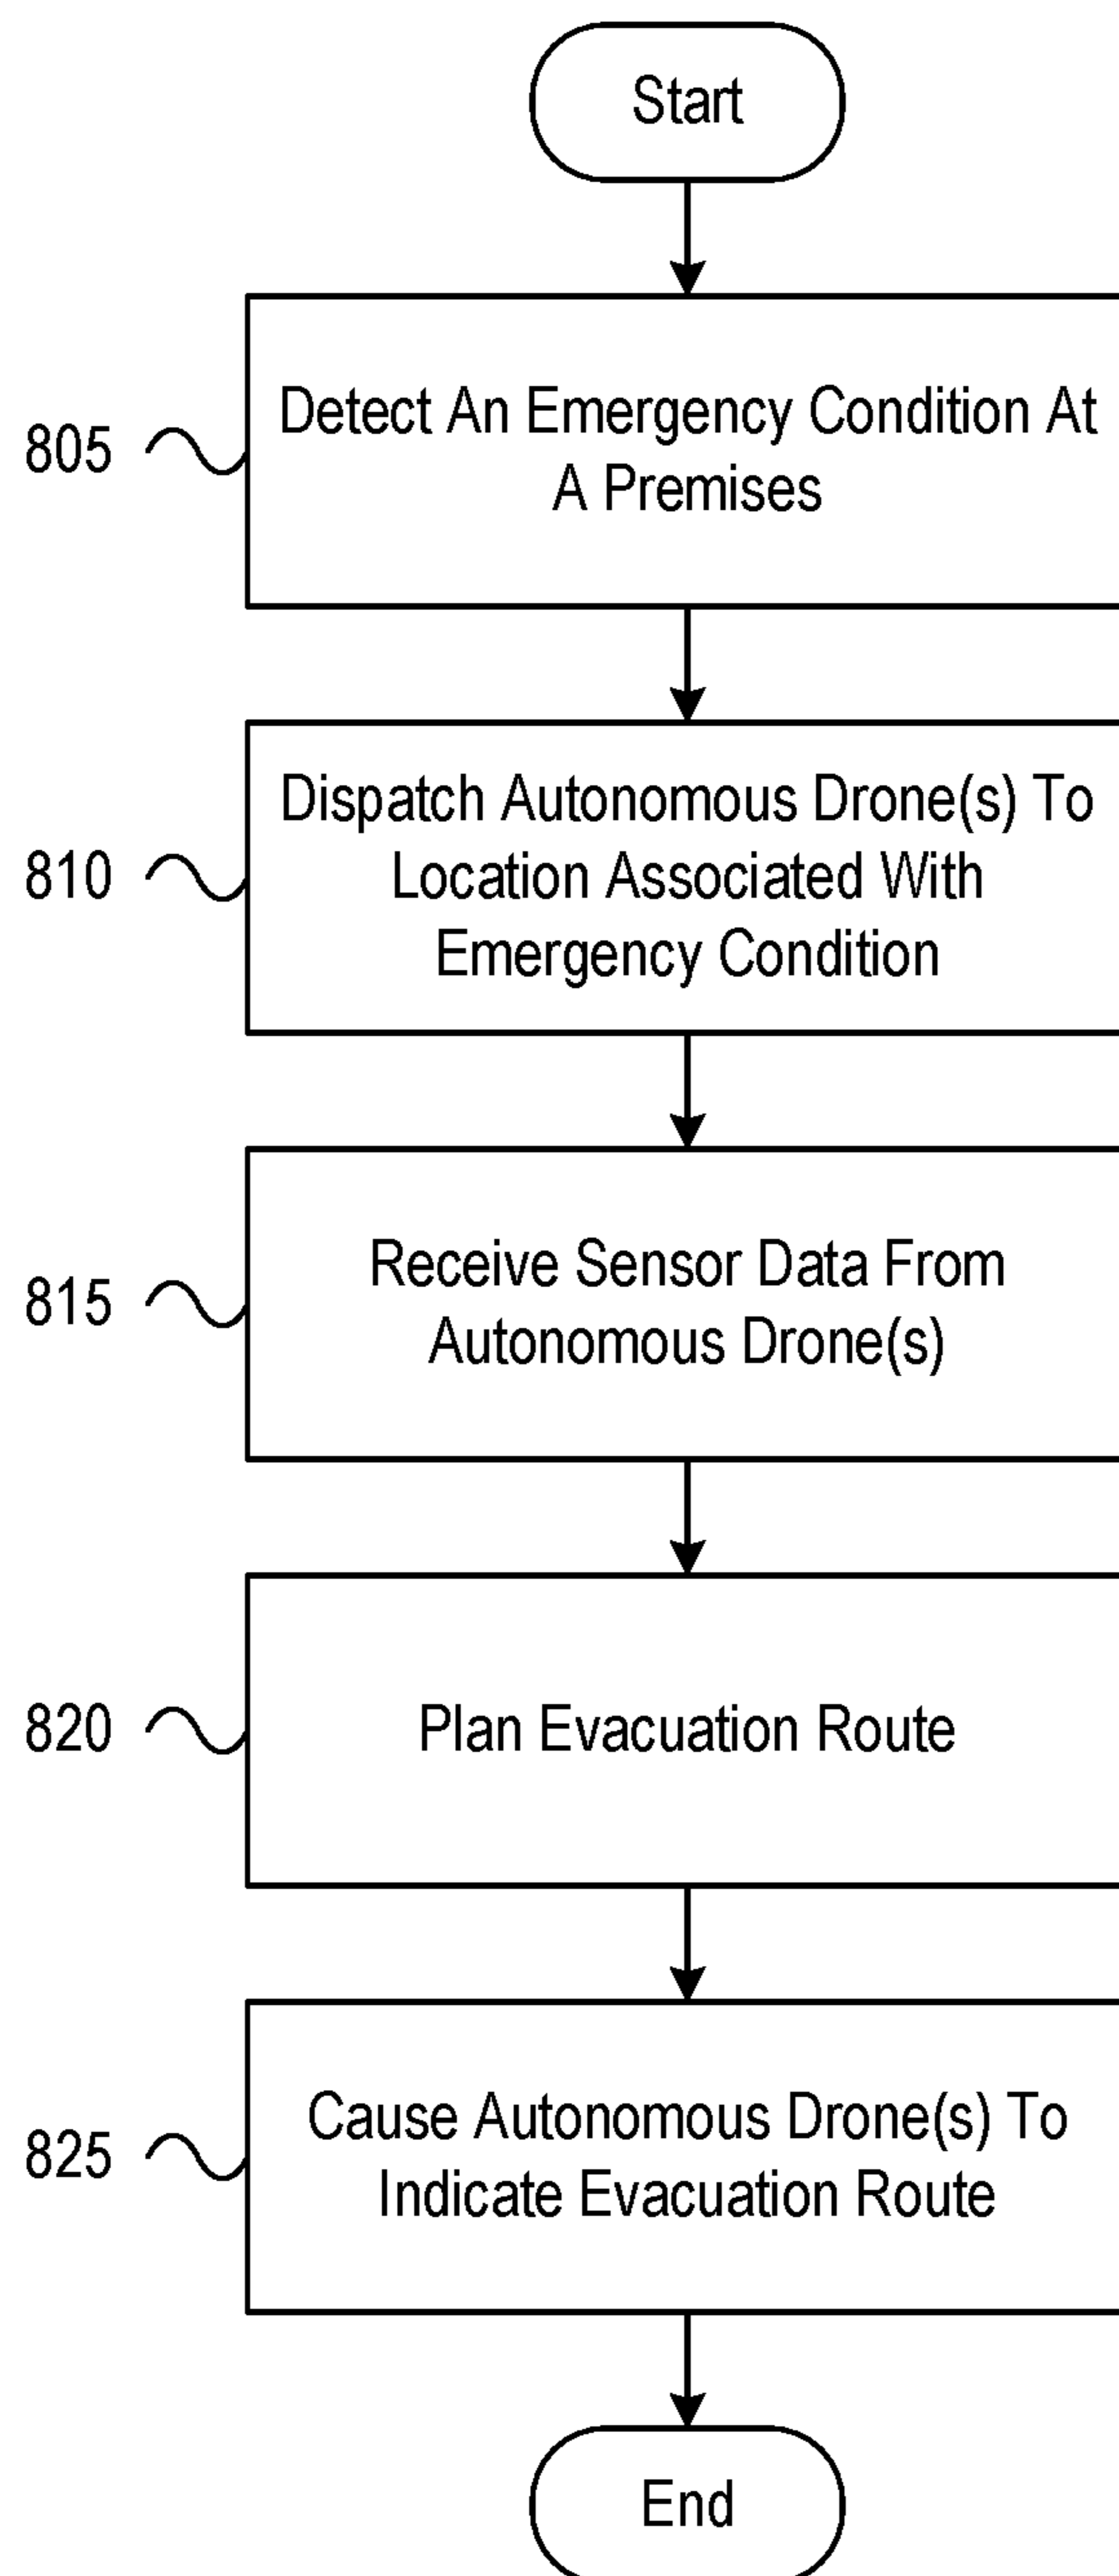 Start
805
Detect An Emergency Condition At
A Premises
810
Dispatch Autonomous Drone(s) To
Location Associated With
Emergency Condition
815
Receive Sensor Data From
Autonomous Drone(s)
820
Plan Evacuation Route
825
Cause Autonomous Drone(s) To
Indicate Evacuation Route
End